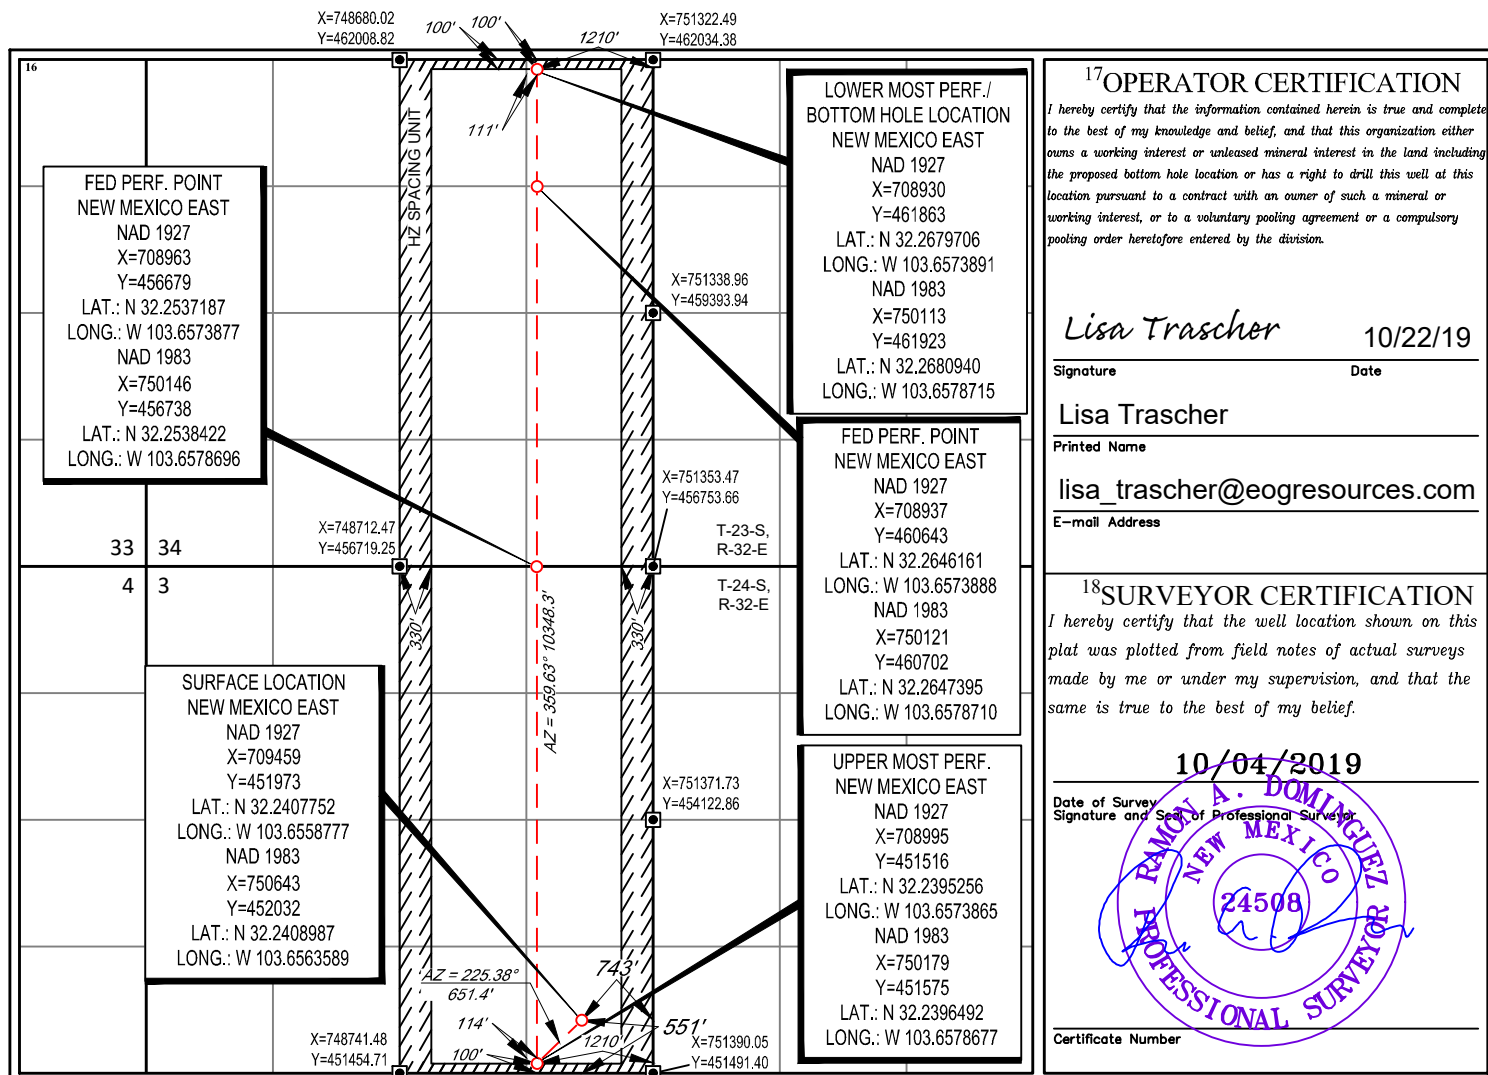 X=748680.02
Y=462008.82
100'
100'
1210'
X=751322.49
Y=462034.38
16
111'
HZ SPACING UNIT
LOWER MOST PERF./
BOTTOM HOLE LOCATION
NEW MEXICO EAST
NAD 1927
X=708930
Y=461863
LAT.: N 32.2679706
LONG.: W 103.6573891
NAD 1983
X=750113
Y=461923
LAT.: N 32.2680940
LONG.: W 103.6578715
FED PERF. POINT
NEW MEXICO EAST
NAD 1927
X=708963
Y=456679
LAT.: N 32.2537187
LONG.: W 103.6573877
NAD 1983
X=750146
Y=456738
LAT.: N 32.2538422
LONG.: W 103.6578696
X=751338.96
Y=459393.94
FED PERF. POINT
NEW MEXICO EAST
NAD 1927
X=708937
Y=460643
LAT.: N 32.2646161
LONG.: W 103.6573888
NAD 1983
X=750121
Y=460702
LAT.: N 32.2647395
LONG.: W 103.6578710
X=751353.47
Y=456753.66
X=748712.47
Y=456719.25
T-23-S,
R-32-E
33 34
4 3
T-24-S,
R-32-E
330'
330'
AZ = 359.63° 10348.3'
SURFACE LOCATION
NEW MEXICO EAST
NAD 1927
X=709459
Y=451973
LAT.: N 32.2407752
LONG.: W 103.6558777
NAD 1983
X=750643
Y=452032
LAT.: N 32.2408987
LONG.: W 103.6563589
UPPER MOST PERF.
NEW MEXICO EAST
NAD 1927
X=708995
Y=451516
LAT.: N 32.2395256
LONG.: W 103.6573865
NAD 1983
X=750179
Y=451575
LAT.: N 32.2396492
LONG.: W 103.6578677
X=751371.73
Y=454122.86
AZ = 225.38°
651.4'
743'
114'
551'
100'
1210'
X=748741.48
Y=451454.71
X=751390.05
Y=451491.40
17 OPERATOR CERTIFICATION
I hereby certify that the information contained herein is true and complete
to the best of my knowledge and belief, and that this organization either
owns a working interest or unleased mineral interest in the land including
the proposed bottom hole location or has a right to drill this well at this
location pursuant to a contract with an owner of such a mineral or
working interest, or to a voluntary pooling agreement or a compulsory
pooling order heretofore entered by the division.
Lisa Trascher 10/22/19
Signature Date
Lisa Trascher
Printed Name
lisa_trascher@eogresources.com
E-mail Address
18 SURVEYOR CERTIFICATION
I hereby certify that the well location shown on this
plat was plotted from field notes of actual surveys
made by me or under my supervision, and that the
same is true to the best of my belief.
10/04/2019
Date of Survey
Signature and Seal of Professional Surveyor
RAMON A. DOMINGUEZ
NEW MEXICO
24508
PROFESSIONAL SURVEYOR
Certificate Number